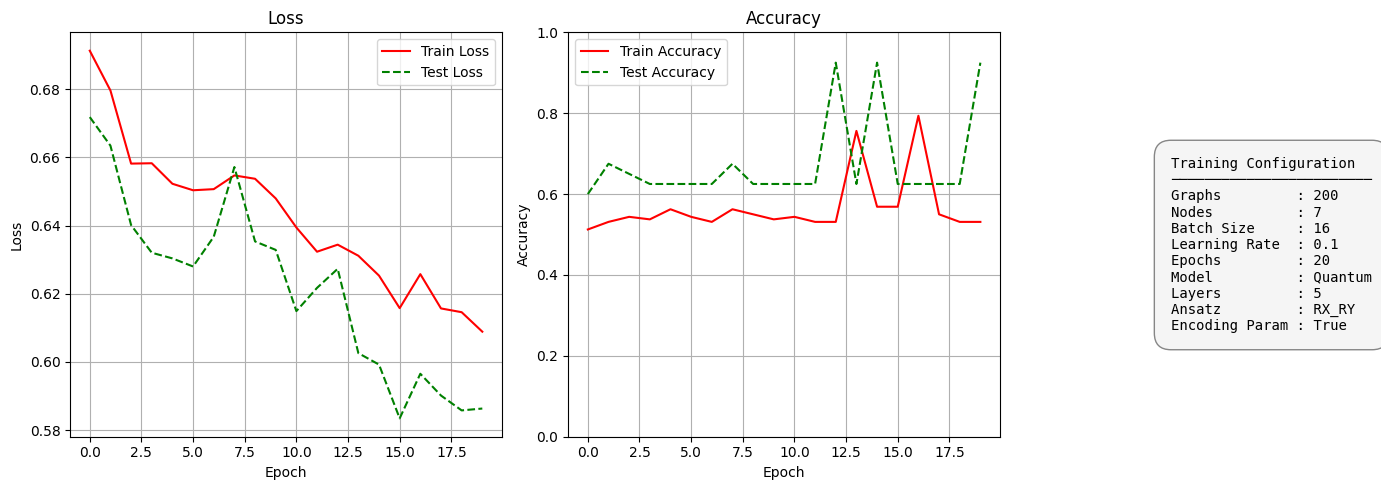 Loss
Train Loss
Test Loss
0.68
0.66
0.64
0.62
0.60
0.58
Loss
0.0 2.5 5.0 7.5 10.0 12.5 15.0 17.5
Epoch
Accuracy
Train Accuracy
Test Accuracy
1.0
0.8
0.6
0.4
0.2
0.0
Accuracy
0.0 2.5 5.0 7.5 10.0 12.5 15.0 17.5
Epoch
Training Configuration
Graphs : 200
Nodes : 7
Batch Size : 16
Learning Rate : 0.1
Epochs : 20
Model : Quantum
Layers : 5
Ansatz : RX_RY
Encoding Param : True